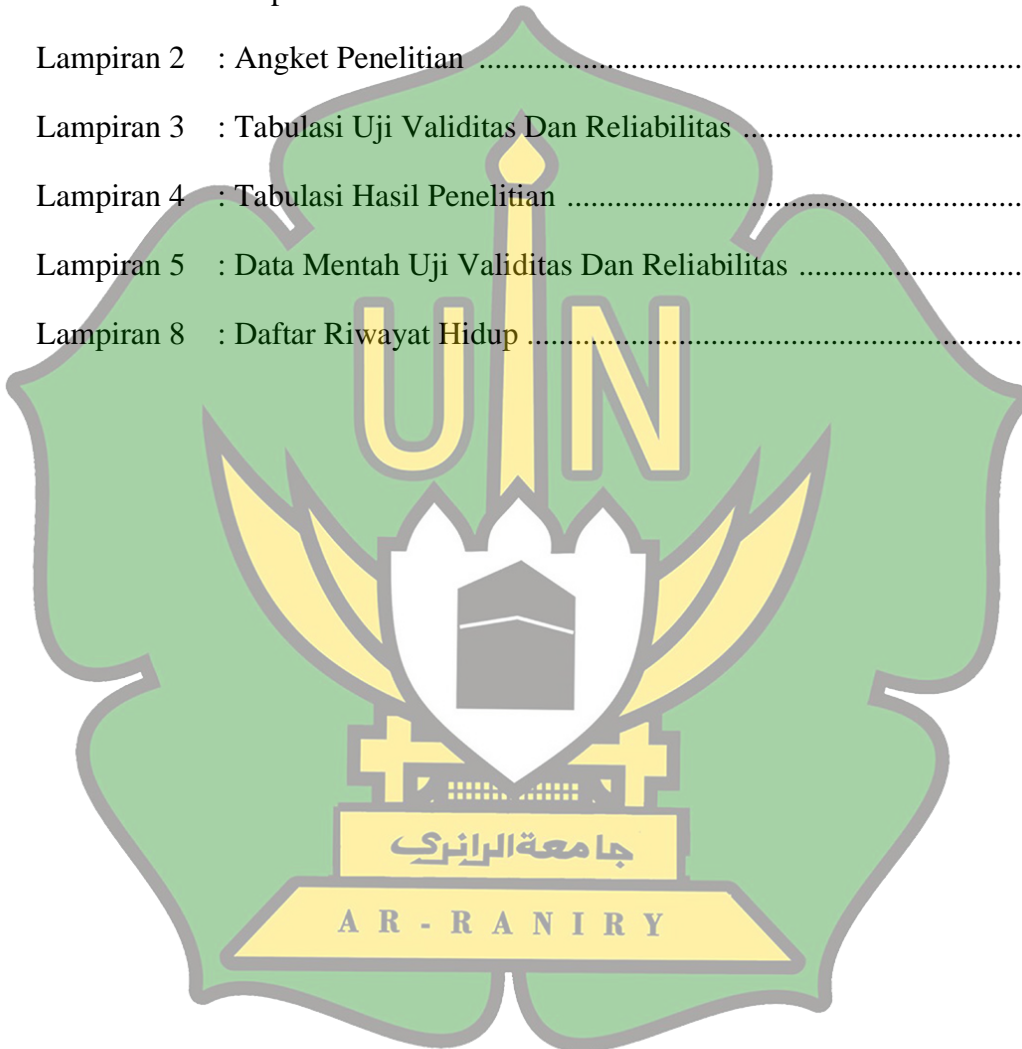 Lampiran 2 : Angket Penelitian ....................................................................
Lampiran 3 : Tabulasi Uji Validitas Dan Reliabilitas ...................................
Lampiran 4 : Tabulasi Hasil Penelitian .........................................................
Lampiran 5 : Data Mentah Uji Validitas Dan Reliabilitas ............................
Lampiran 8 : Daftar Riwayat Hidup ..............................................................
UIN
جامعة الرانري
AR-RANIRY